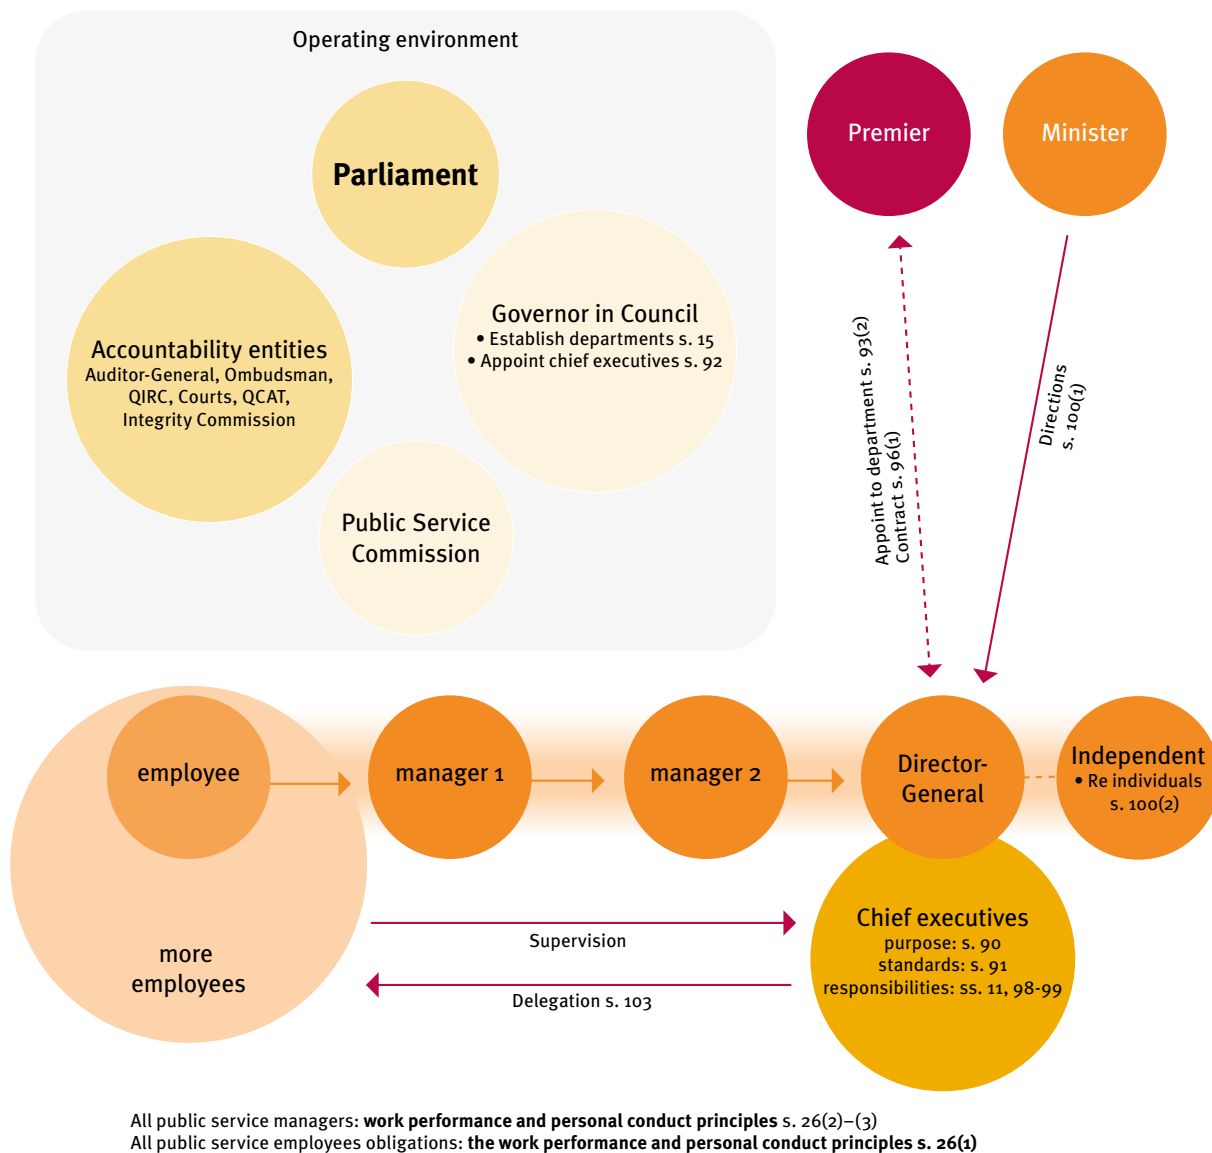 Operating environment
Parliament
Governor in Council
• Establish departments s. 15
• Appoint chief executives s. 92
Accountability entities
Auditor-General, Ombudsman,
QIRC, Courts, QCAT,
Integrity Commission
Public Service
Commission
Premier
Minister
Appoint to department s. 93(2)
Contract s. 96(1)
Directions
s. 100(1)
employee
manager 1
manager 2
Director-
General
Independent
• Re individuals
s. 100(2)
more
employees
Supervision
Delegation s. 103
Chief executives
purpose: s. 90
standards: s. 91
responsibilities: ss. 11, 98-99
All public service managers: work performance and personal conduct principles s. 26(2)–(3)
All public service employees obligations: the work performance and personal conduct principles s. 26(1)